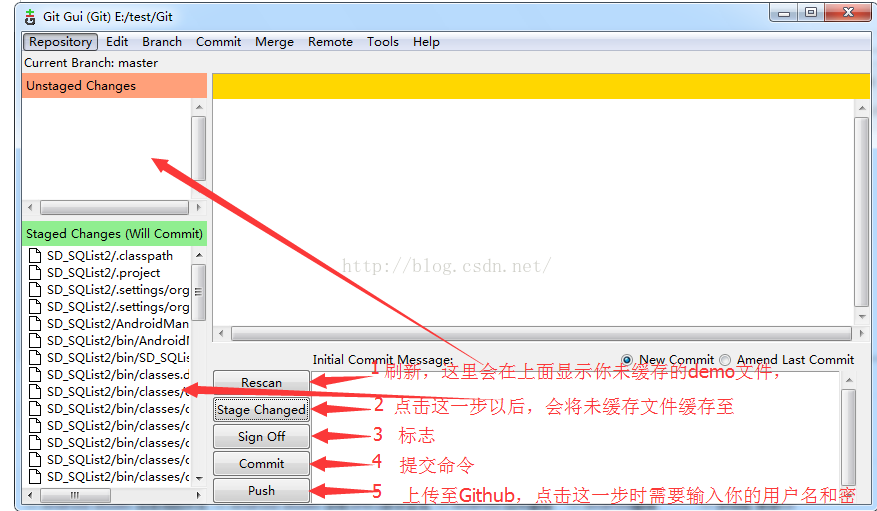 Git Gui (Git) E:/test/Git
Repository Edit Branch Commit Merge Remote Tools Help
Current Branch: master
Unstaged Changes
Staged Changes (Will Commit)
SD_SQList2/.classpath
SD_SQList2/.project
SD_SQList2/.settings/org
SD_SQList2/.settings/org
SD_SQList2/AndroidMan
SD_SQList2/bin/Android
SD_SQList2/bin/SD_SQLis
SD_SQList2/bin/classes.d
SD_SQList2/bin/classes/
SD_SQList2/bin/classes/c
SD_SQList2/bin/classes/c
SD_SQList2/bin/classes/c
SD_SQList2/bin/classes/c
SD_SQList2/bin/classes/c
http://blog.csdn.net/
Initial Commit Message: New Commit Amend Last Commit
Rescan
1 刷新，这里会在上面显示你未缓存的demo文件，
Stage Changed
2 点击这一步以后，会将未缓存文件缓存至
Sign Off
3 标志
Commit
4 提交命令
Push
5 上传至Github，点击这一步时需要输入你的用户名和密